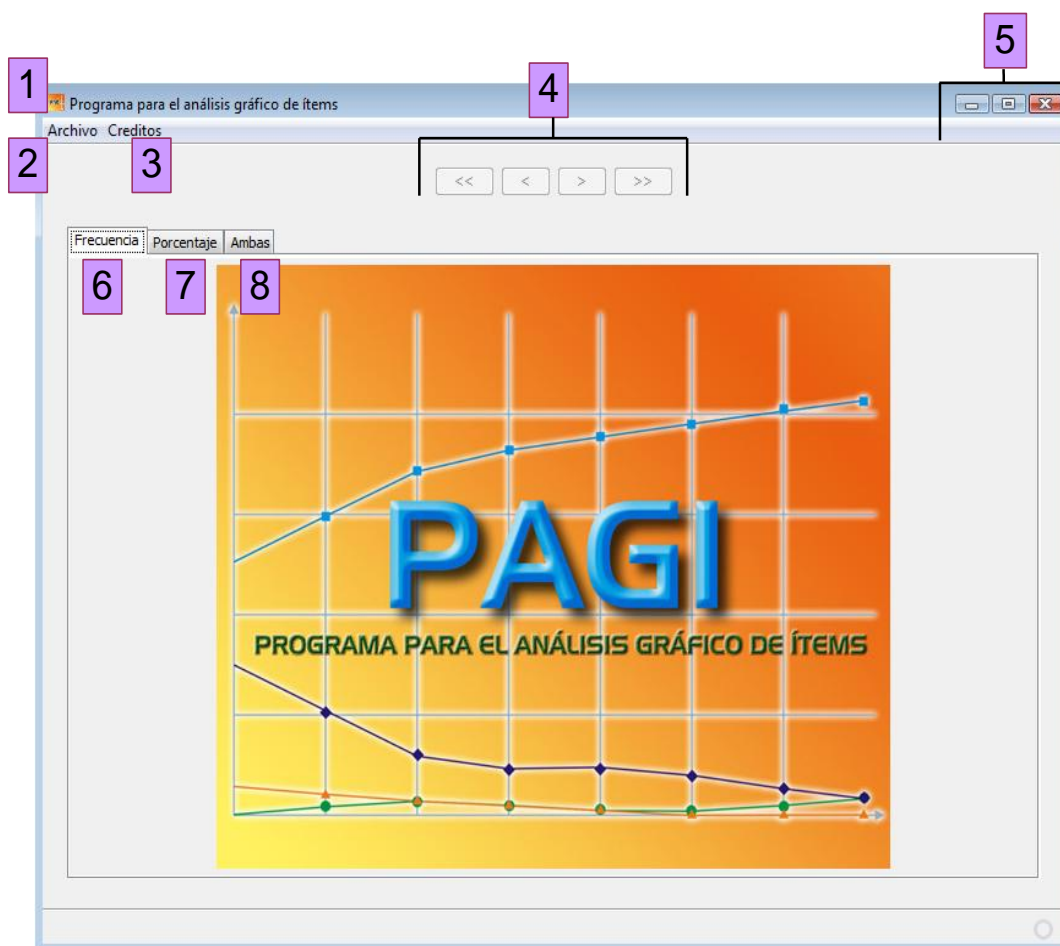 5
1
4
Programa para el análisis gráfico de ítems
Archivo Creditos
2
3
<< < > >>
Frecuencia Porcentaje Ambas
6
7
8
PAGI
PROGRAMA PARA EL ANÁLISIS GRÁFICO DE ÍTEMS